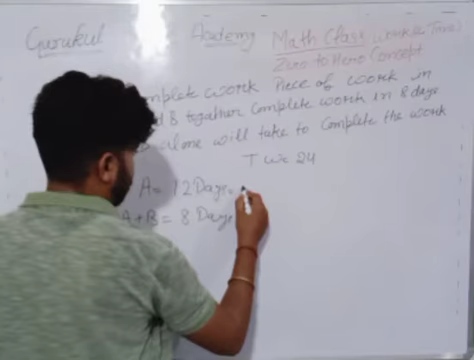 Gurukul Academy Math Class (work & Time)
Zero to Hero Concept
complete work Piece of work in
d B together Complete work in 8 days
alone will take to Complete the work
T W = 24
A = 12 Days =
A + B = 8 Days